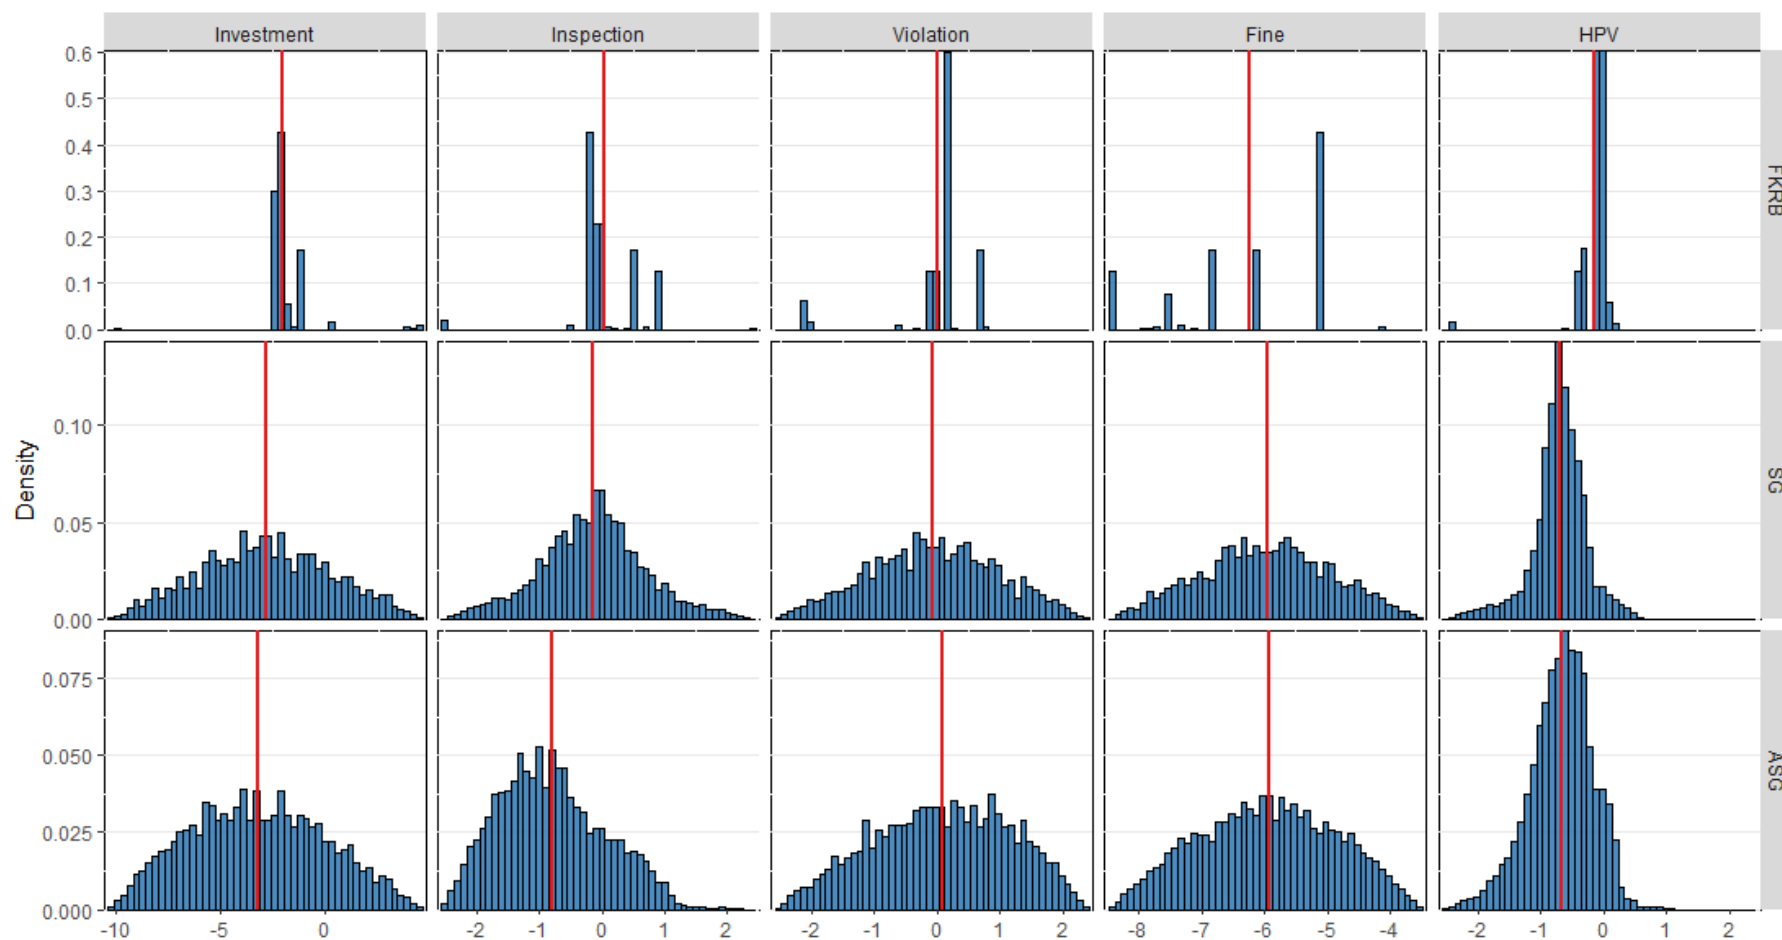 Investment Inspection Violation Fine HPV
0.6
0.5
0.4
0.3
0.2
0.1
0.0
FKRB
0.10
0.05
0.00
SG
Density
0.075
0.050
0.025
0.000
ASG
-10 -5 0 -2 -1 0 1 2 -2 -1 0 1 2 -8 -7 -6 -5 -4 -2 -1 0 1 2